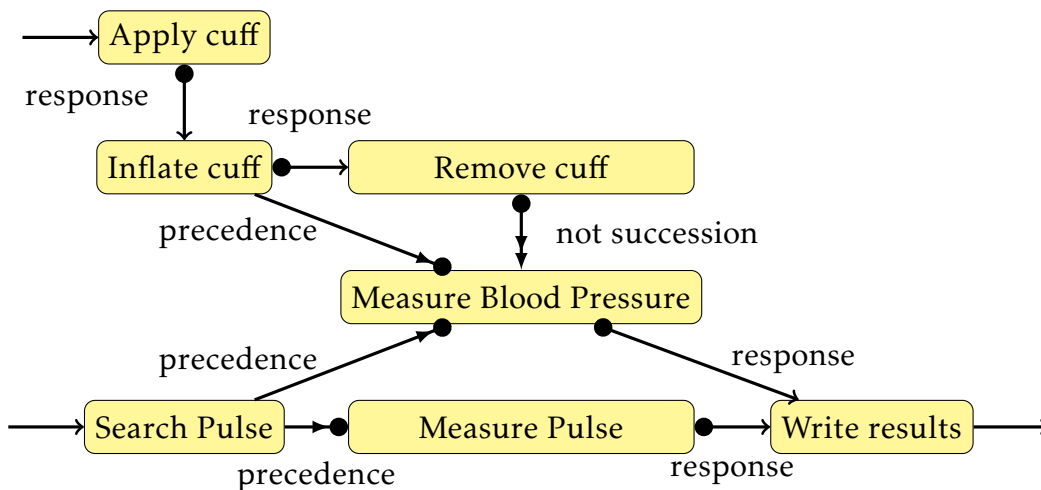 Apply cuff
response
response
Inflate cuff
Remove cuff
precedence
not succession
Measure Blood Pressure
precedence
response
Search Pulse
Measure Pulse
Write results
precedence
response